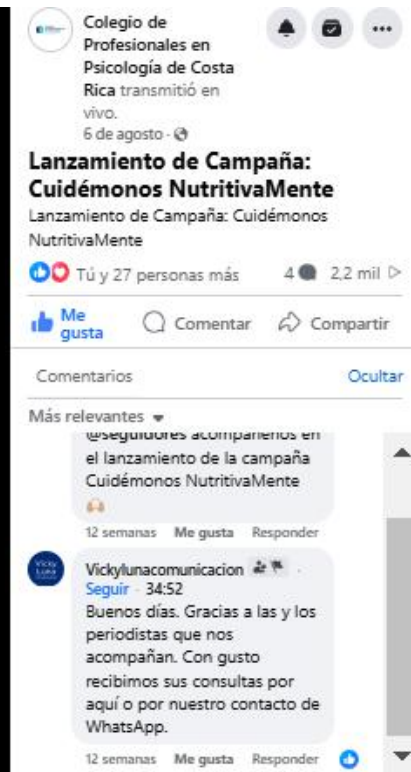 Colegio de
Profesionales en
Psicología de Costa
Rica transmitió en
vivo.
6 de agosto ·
Lanzamiento de Campaña:
Cuidémonos NutritivaMente
Lanzamiento de Campaña: Cuidémonos
NutritivaMente
Tú y 27 personas más 4 2,2 mil
Me gusta Comentar Compartir
Comentarios Ocultar
Más relevantes
@seguidores acompáñenos en
el lanzamiento de la campaña
Cuidémonos NutritivaMente
12 semanas Me gusta Responder
Vicky
Luna
Vickylunacomunicacion ·
Seguir · 34:52
Buenos días. Gracias a las y los
periodistas que nos
acompañan. Con gusto
recibimos sus consultas por
aquí o por nuestro contacto de
WhatsApp.
12 semanas Me gusta Responder